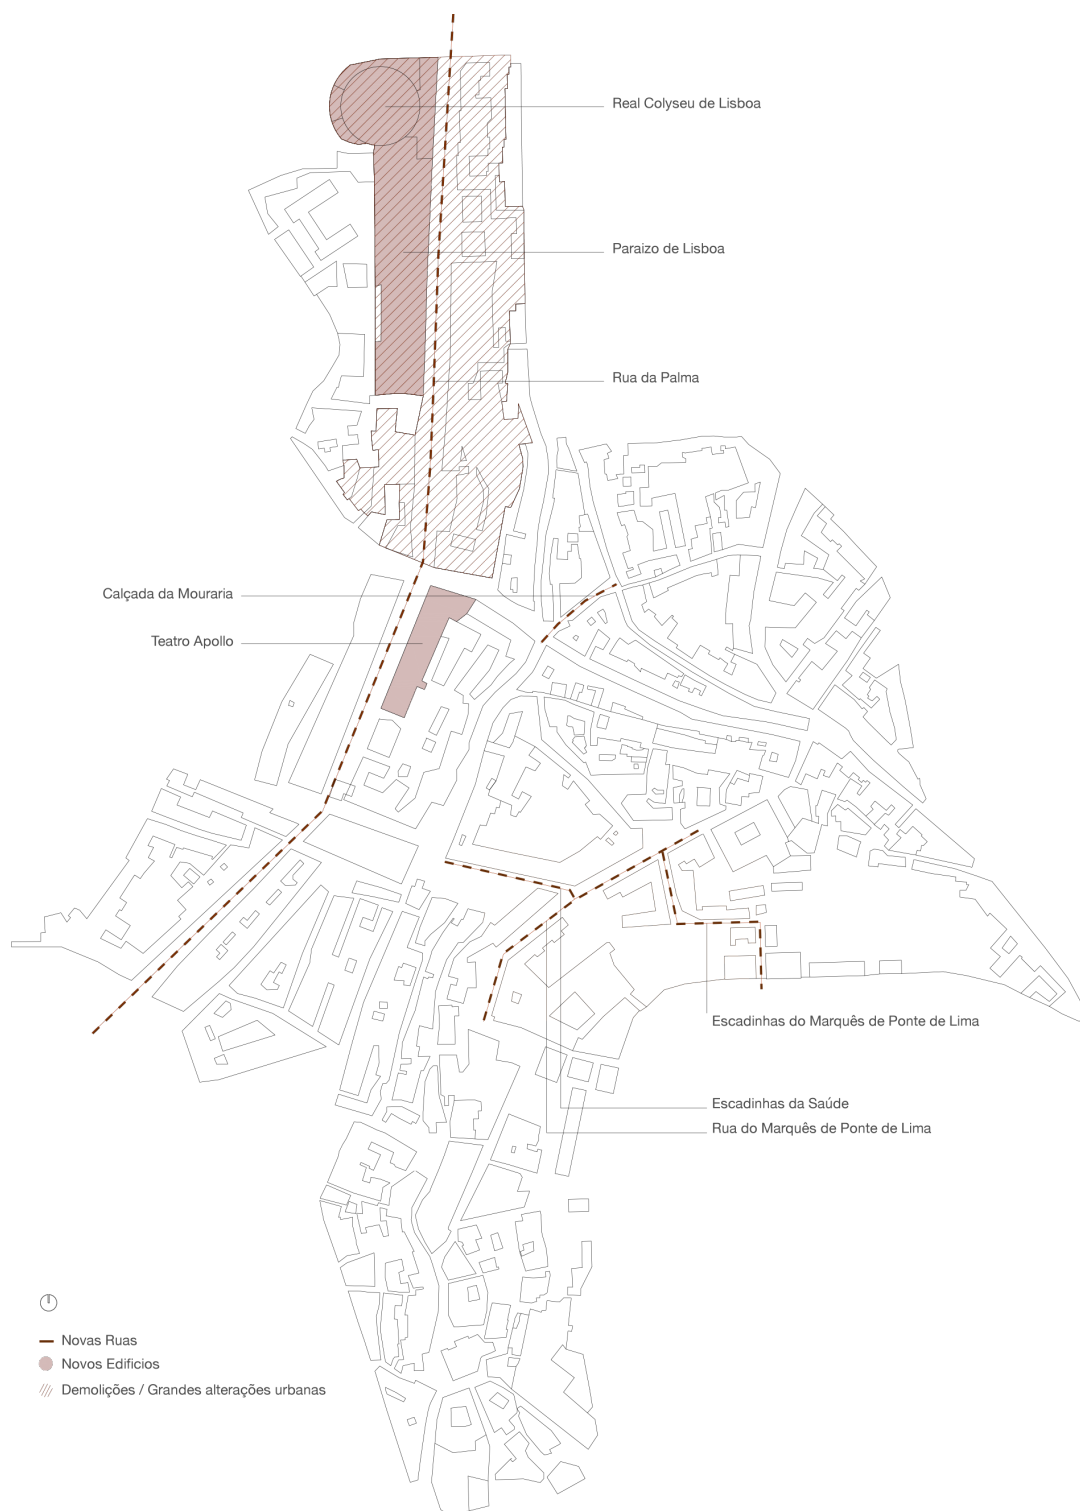 Real Colyseu de Lisboa
Paraizo de Lisboa
Rua da Palma
Calçada da Mouraria
Teatro Apollo
Escadinhas do Marquês de Ponte de Lima
Escadinhas da Saúde
Rua do Marquês de Ponte de Lima
Novas Ruas
Novos Edificios
Demolições / Grandes alterações urbanas